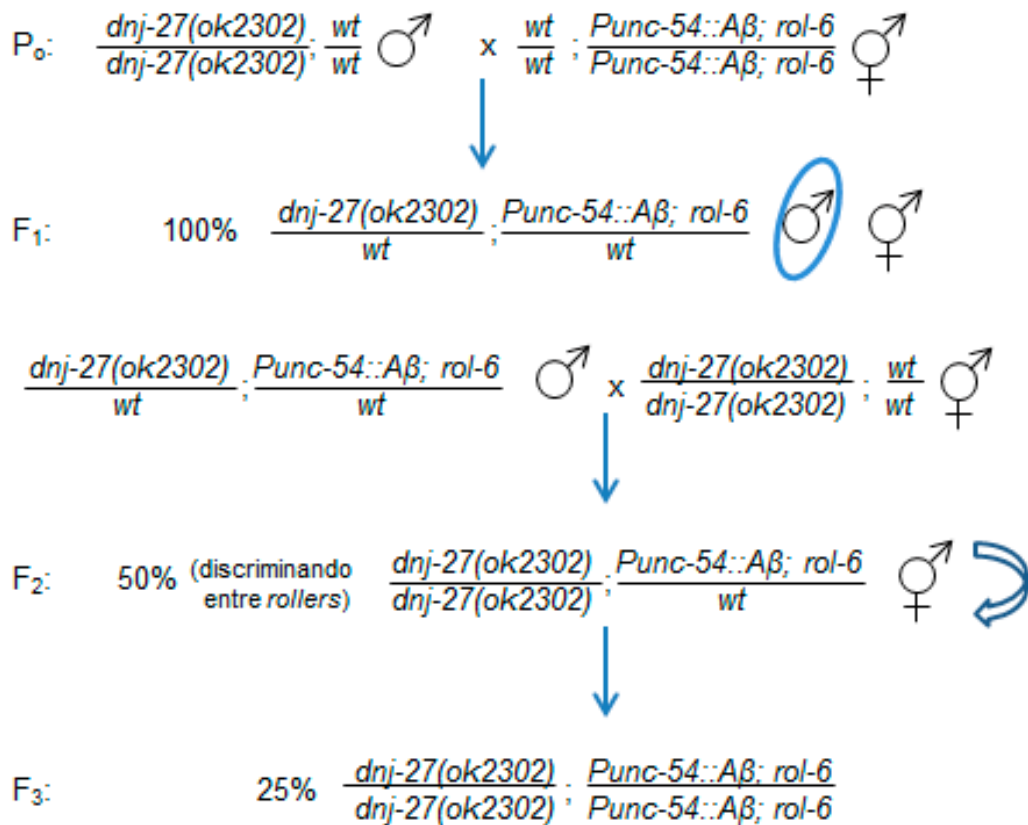 P₀: dnj-27(ok2302) ; wt x wt ; Punc-54::Aβ; rol-6
dnj-27(ok2302) wt wt Punc-54::Aβ; rol-6
F₁: 100% dnj-27(ok2302) ; Punc-54::Aβ; rol-6
wt wt
dnj-27(ok2302) ; Punc-54::Aβ; rol-6 x dnj-27(ok2302) ; wt
wt wt dnj-27(ok2302) wt
F₂: 50% (discriminando entre rollers) dnj-27(ok2302) ; Punc-54::Aβ; rol-6
dnj-27(ok2302) wt
F₃: 25% dnj-27(ok2302) ; Punc-54::Aβ; rol-6
dnj-27(ok2302) Punc-54::Aβ; rol-6